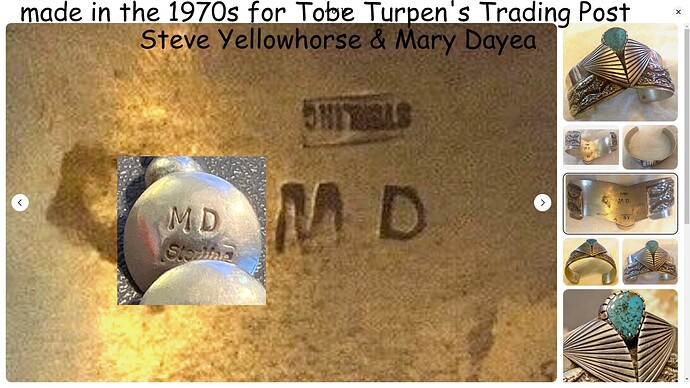 made in the 1970s for Tobe Turpen's Trading Post
Steve Yellowhorse & Mary Dayea
STERLING
M D
M D
Sterling